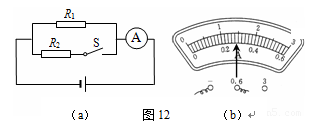 R₁
A
R₂ S
(a) 图12 (b)
0 1 2 3
0 0.2 0.4 0.6
A
- 0.6 3